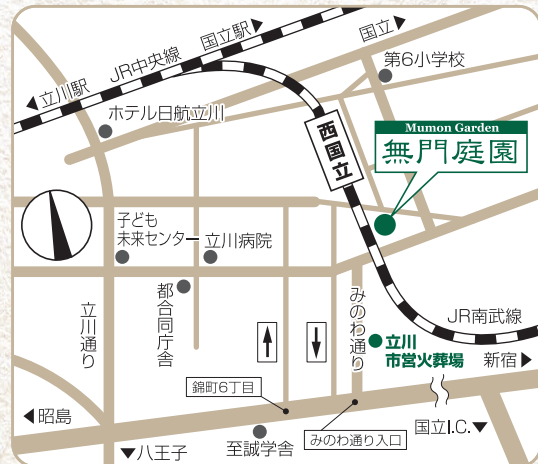 国立駅▶
国立▶
JR中央線
◀立川駅
第6小学校
ホテル日航立川
西国立
Mumon Garden
無門庭園
子ども
未来センター
立川病院
都合同庁舎
立川通り
みのわ通り
JR南武線
立川
市営火葬場
新宿▶
錦町6丁目
◀昭島
みのわ通り入口
国立I.C.▼
▼八王子
至誠学舎